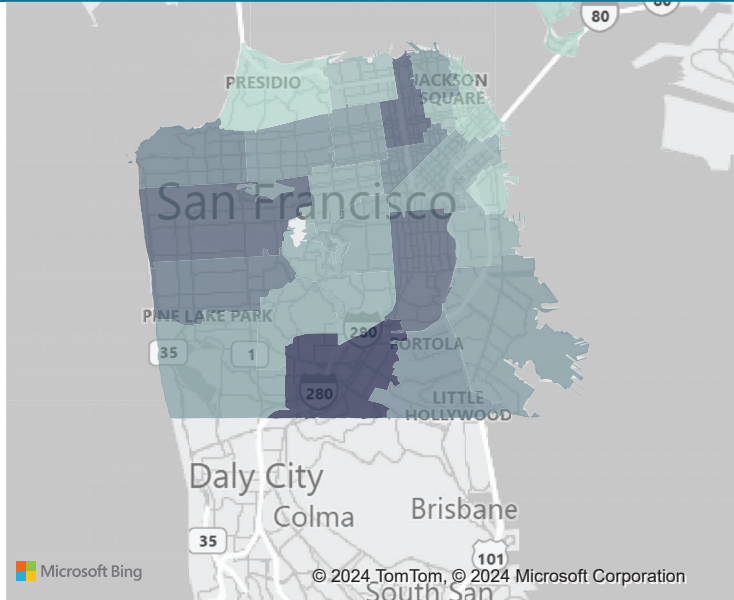 80
80
PRESIDIO
JACKSON
SQUARE
San Francisco
PINE LAKE PARK
280
PORTOLA
35
1
280
LITTLE
HOLLYWOOD
Daly City
Colma
Brisbane
35
101
Microsoft Bing
© 2024 TomTom, © 2024 Microsoft Corporation
South San